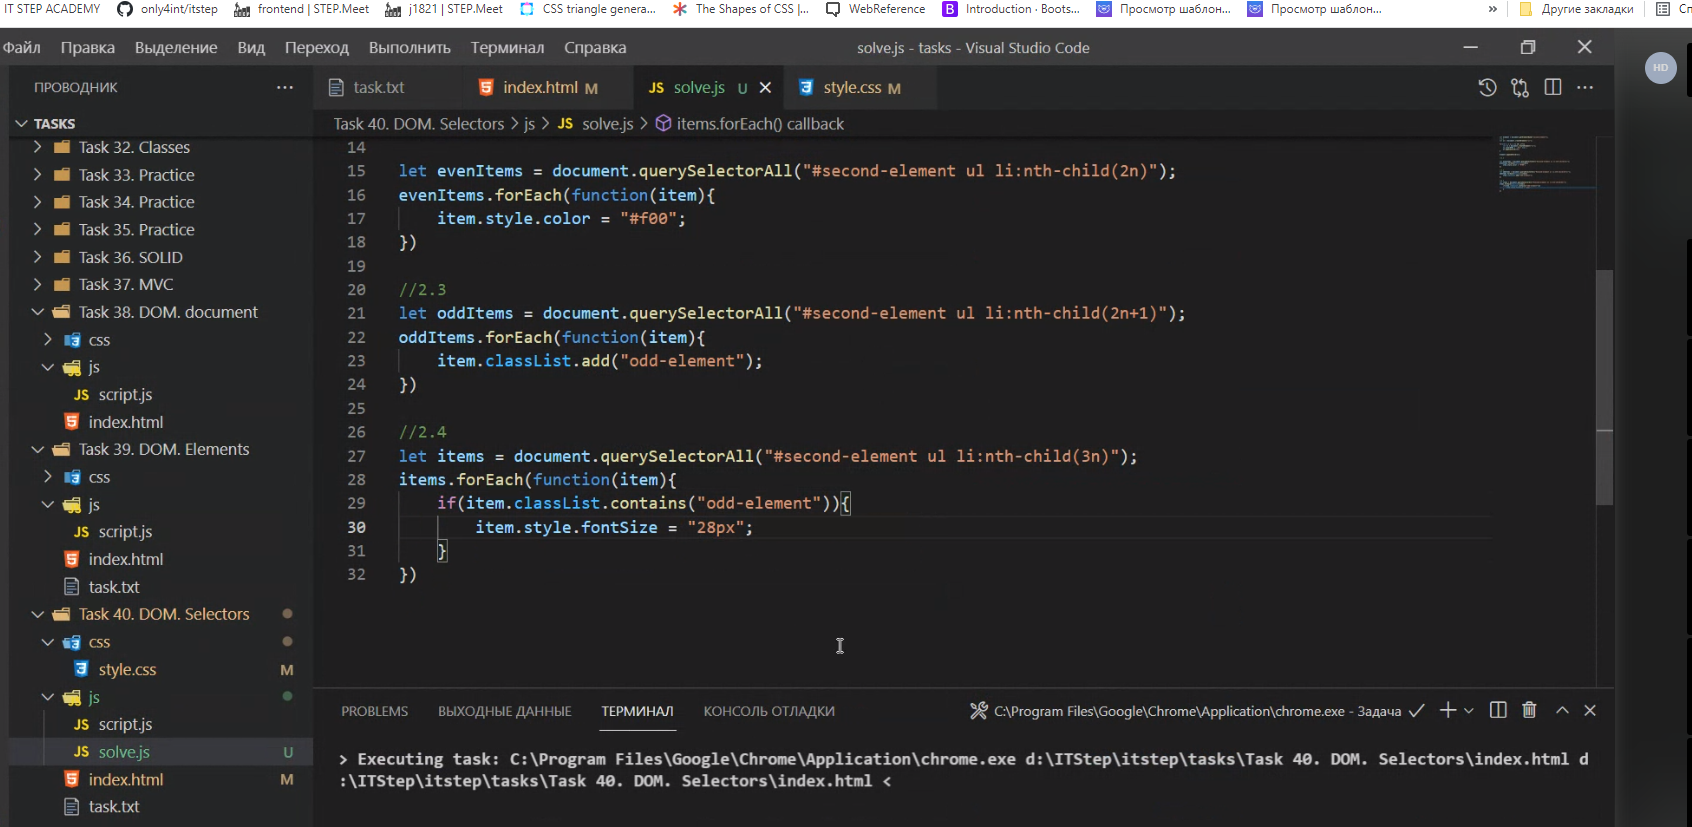 IT STEP ACADEMY only4int/itstep frontend | STEP.Meet j1821 | STEP.Meet CSS triangle genera... The Shapes of CSS |... WebReference Introduction · Boots... Просмотр шаблон... Просмотр шаблон... » Другие закладки
Файл Правка Выделение Вид Переход Выполнить Терминал Справка solve.js - tasks - Visual Studio Code
HD
ПРОВОДНИК ···
TASKS
Task 32. Classes
Task 33. Practice
Task 34. Practice
Task 35. Practice
Task 36. SOLID
Task 37. MVC
Task 38. DOM. document
css
js
JS script.js
index.html
Task 39. DOM. Elements
css
js
JS script.js
index.html
task.txt
Task 40. DOM. Selectors
css
style.css M
js
JS script.js
JS solve.js U
index.html M
task.txt
task.txt index.html M JS solve.js U style.css M
Task 40. DOM. Selectors > js > JS solve.js > items.forEach() callback
14
15 let evenItems = document.querySelectorAll("#second-element ul li:nth-child(2n)");
16 evenItems.forEach(function(item){
17 item.style.color = "#f00";
18 })
19
20 //2.3
21 let oddItems = document.querySelectorAll("#second-element ul li:nth-child(2n+1)");
22 oddItems.forEach(function(item){
23 item.classList.add("odd-element");
24 })
25
26 //2.4
27 let items = document.querySelectorAll("#second-element ul li:nth-child(3n)");
28 items.forEach(function(item){
29 if(item.classList.contains("odd-element")){
30 item.style.fontSize = "28px";
31 }
32 })
PROBLEMS ВЫХОДНЫЕ ДАННЫЕ ТЕРМИНАЛ КОНСОЛЬ ОТЛАДКИ C:\Program Files\Google\Chrome\Application\chrome.exe - Задача
> Executing task: C:\Program Files\Google\Chrome\Application\chrome.exe d:\ITStep\itstep\tasks\Task 40. DOM. Selectors\index.html d
:\ITStep\itstep\tasks\Task 40. DOM. Selectors\index.html <